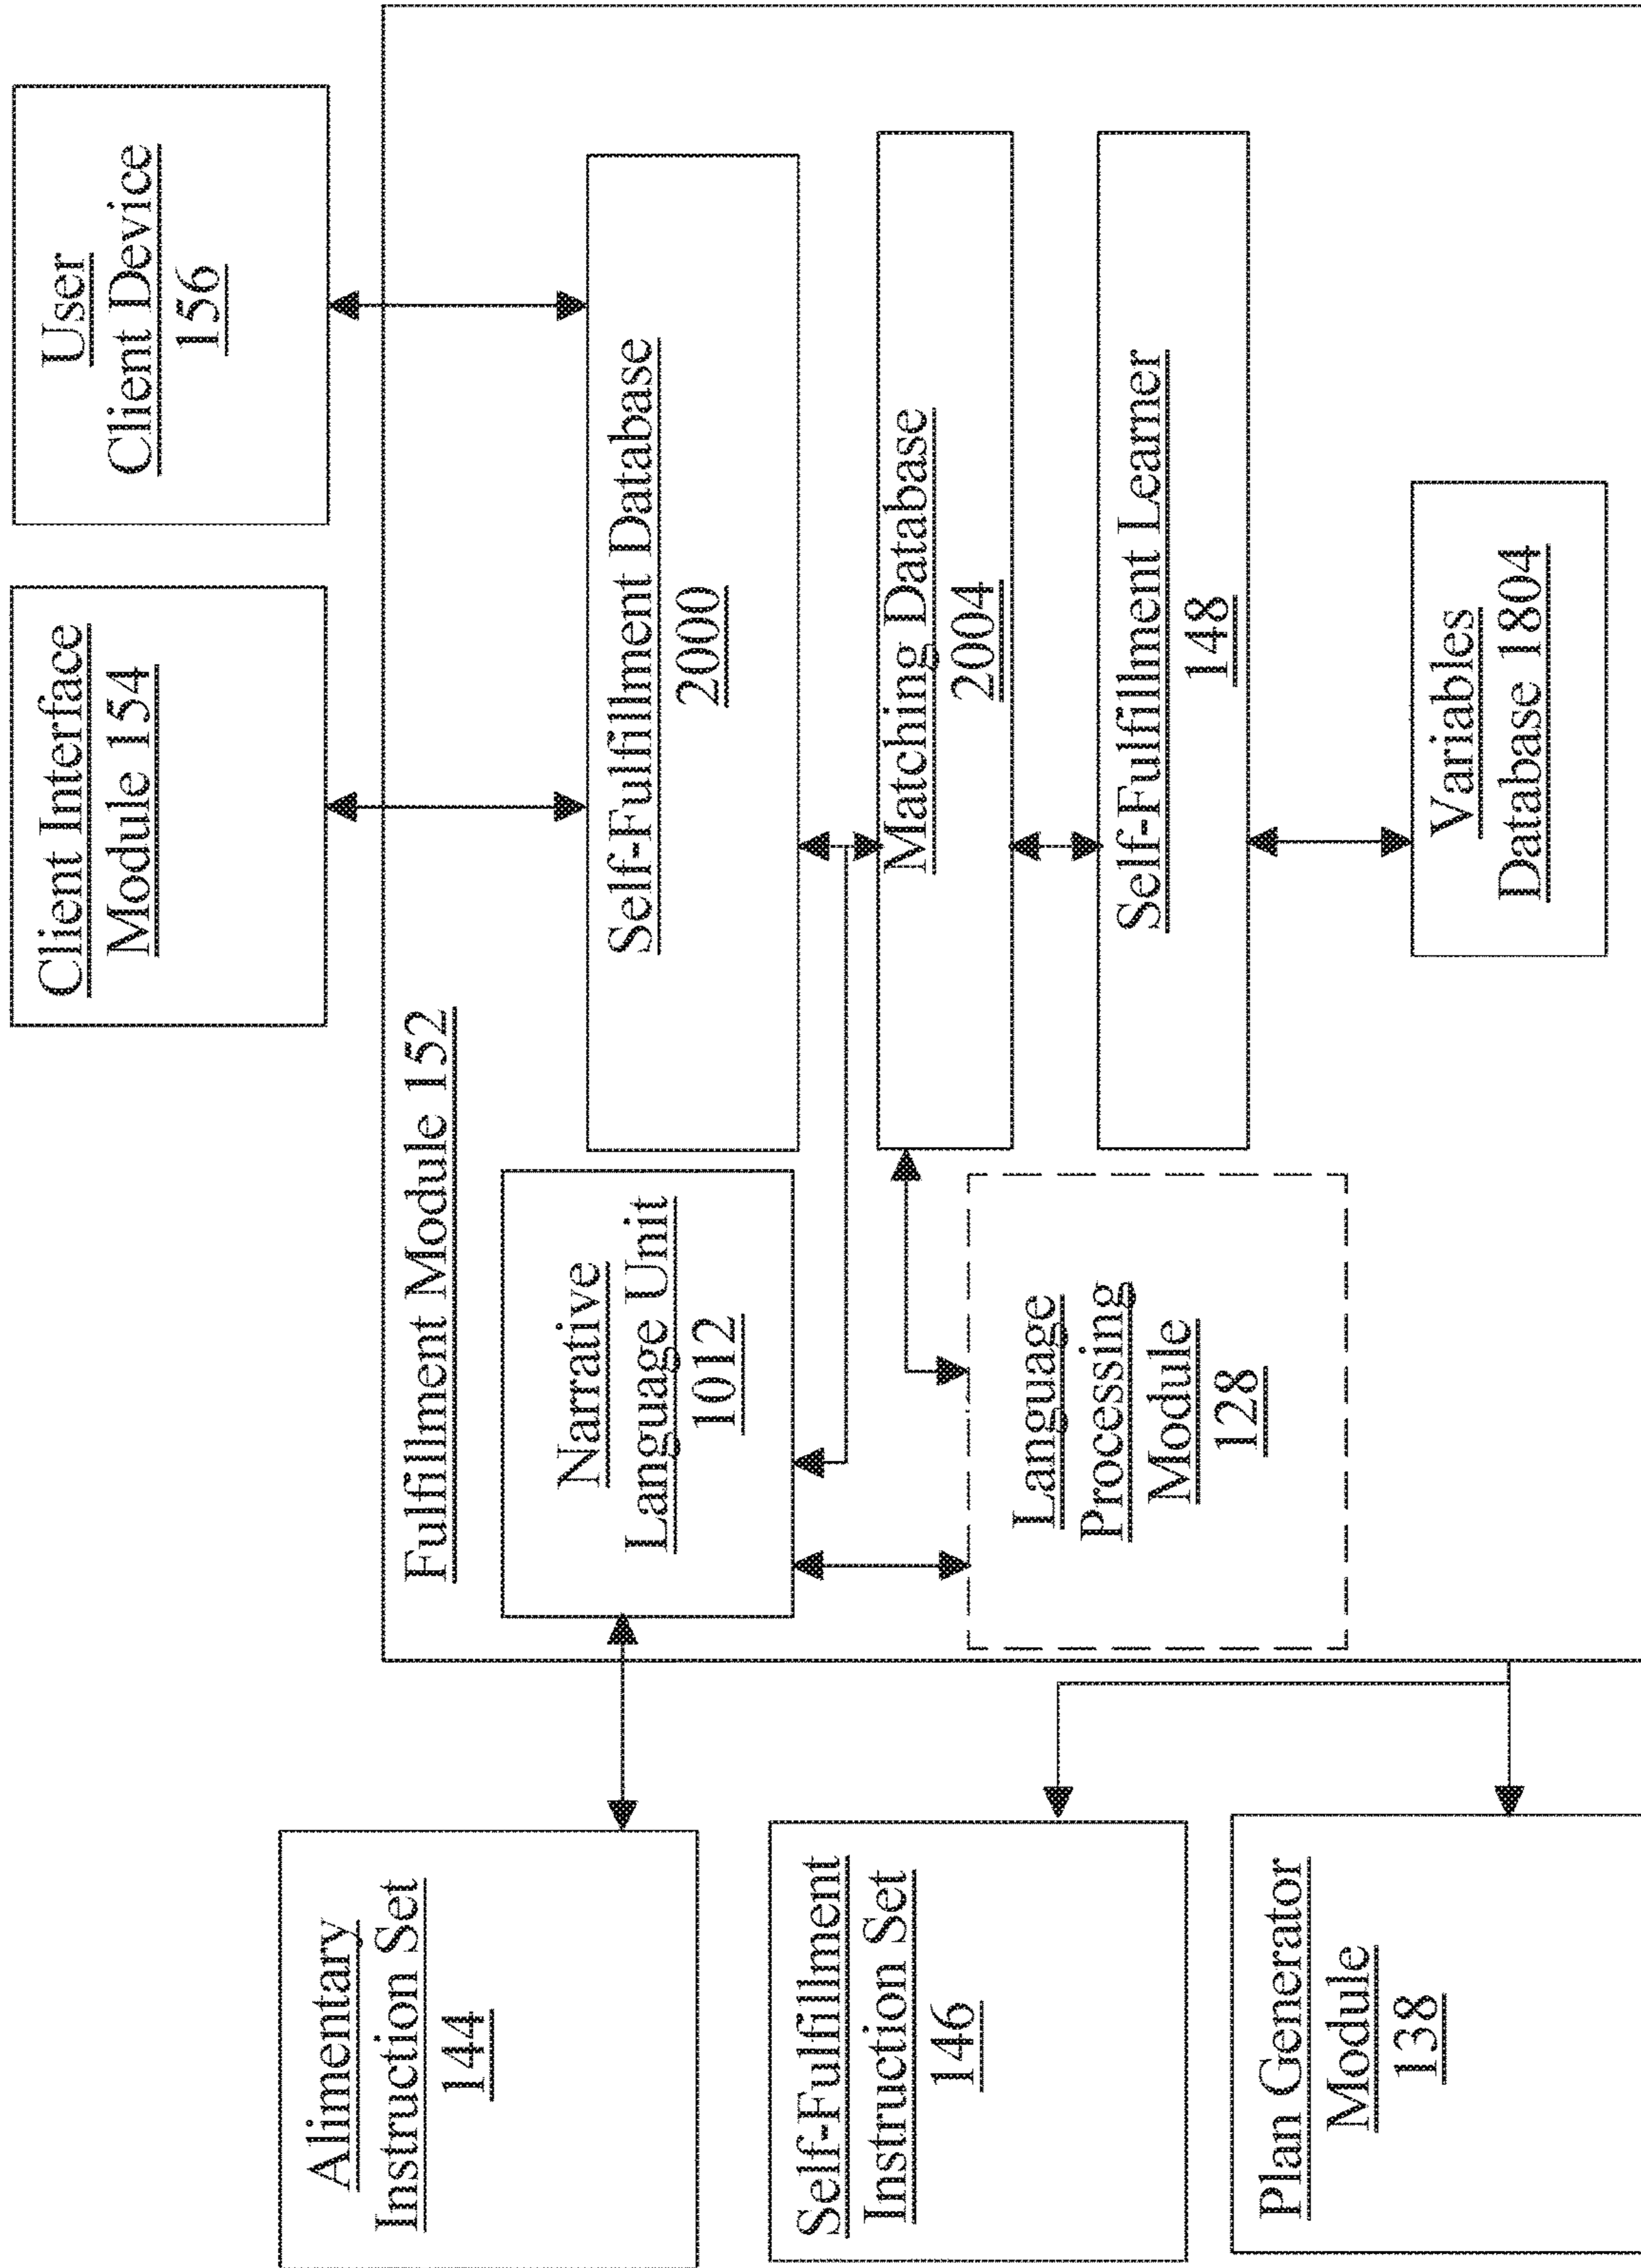 Alimentary
Instruction Set
144
Self-Fulfillment
Instruction Set
146
Plan Generator
Module
138
Fulfillment Module 152
Narrative
Language Unit
1012
Language
Processing
Module
128
Client Interface
Module 154
User
Client Device
156
Self-Fulfillment Database
2000
Matching Database
2004
Self-Fulfillment Learner
148
Variables
Database 1804